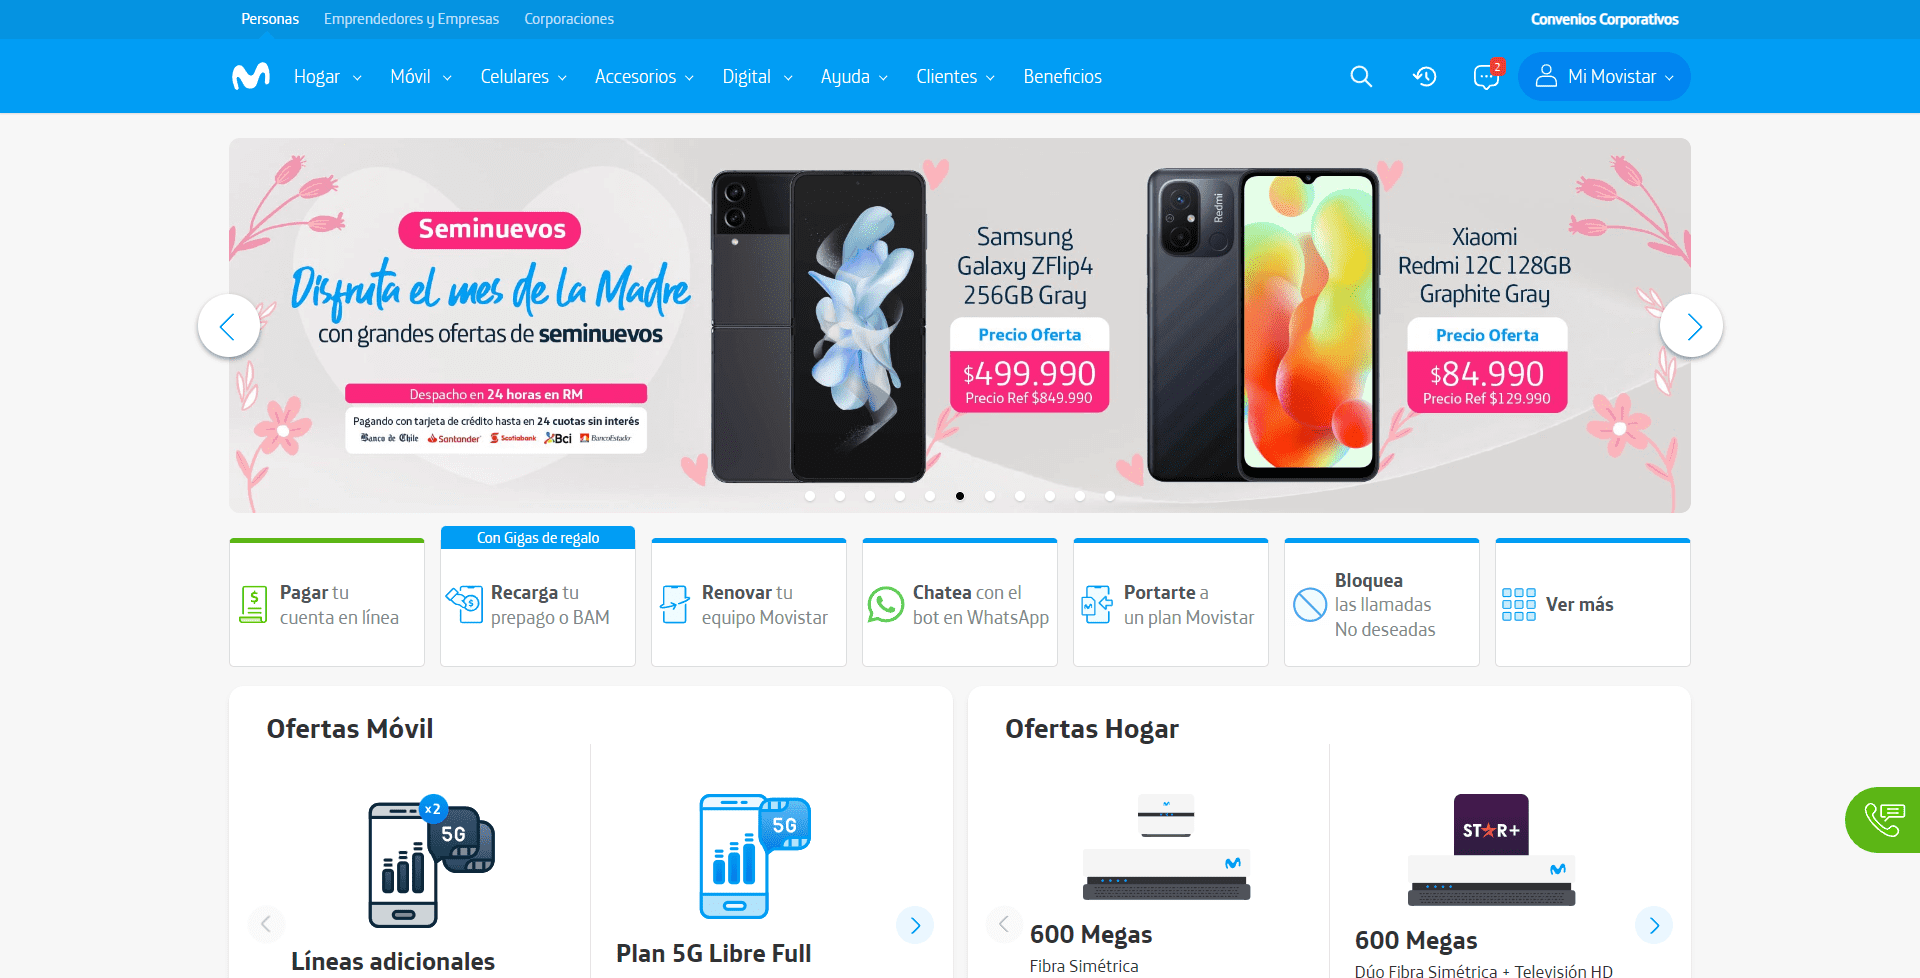 Personas
Emprendedores y Empresas
Corporaciones
Convenios Corporativos
Hogar
Móvil
Celulares
Accesorios
Digital
Ayuda
Clientes
Beneficios
2
Mi Movistar
Seminuevos
Disfruta el mes de la Madre
con grandes ofertas de seminuevos
Despacho en 24 horas en RM
Pagando con tarjeta de crédito hasta en 24 cuotas sin interés
Banco de Chile
Santander
Scotiabank
Bci
BancoEstado
Samsung
Galaxy ZFlip4
256GB Gray
Precio Oferta
$499.990
Precio Ref $849.990
Redmi
Xiaomi
Redmi 12C 128GB
Graphite Gray
Precio Oferta
$84.990
Precio Ref $129.990
Pagar tu
cuenta en línea
Con Gigas de regalo
Recarga tu
prepago o BAM
Renovar tu
equipo Movistar
Chatea con el
bot en WhatsApp
Portarte a
un plan Movistar
Bloquea
las llamadas
No deseadas
Ver más
Ofertas Móvil
x2
5G
Líneas adicionales
5G
Plan 5G Libre Full
Ofertas Hogar
600 Megas
Fibra Simétrica
ST★R+
600 Megas
Dúo Fibra Simétrica + Televisión HD